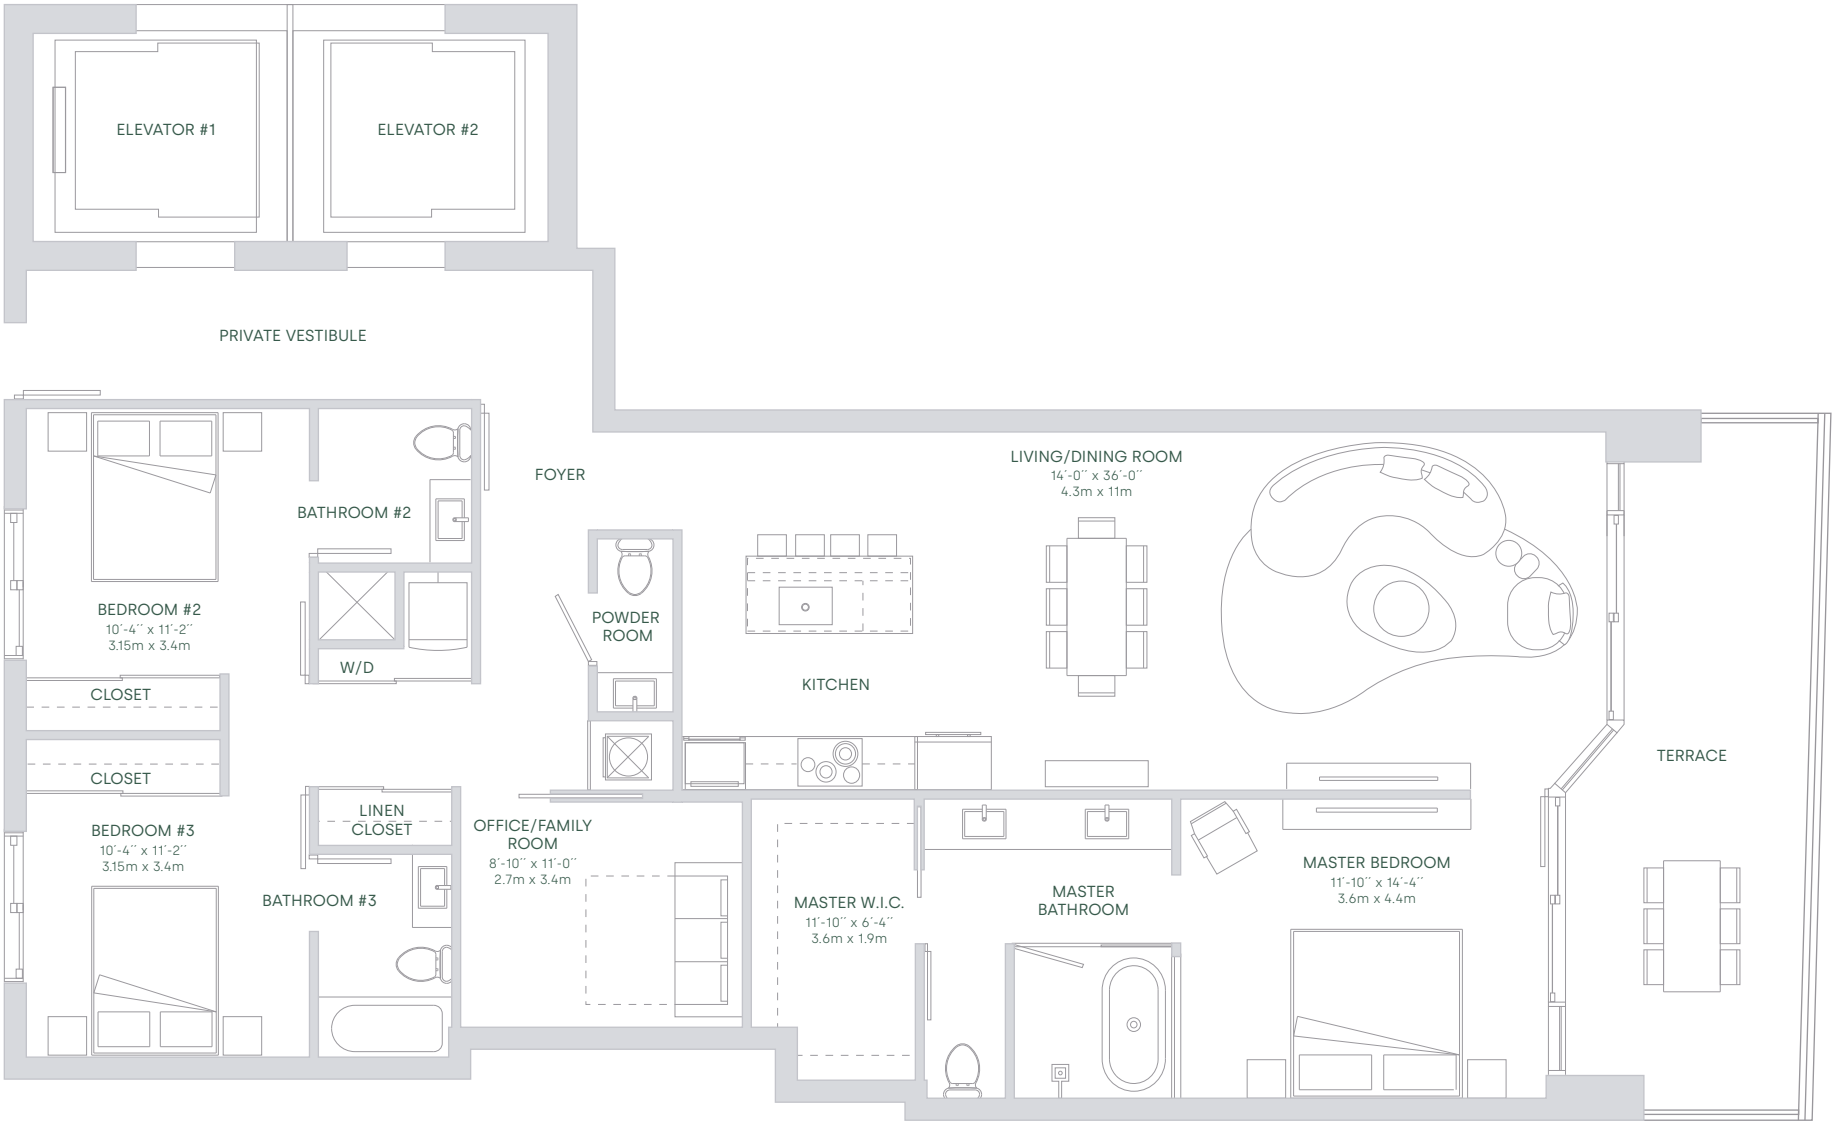 ELEVATOR #1
ELEVATOR #2
PRIVATE VESTIBULE
FOYER
LIVING/DINING ROOM
14´-0´´ x 36´-0´´
4.3m x 11m
BATHROOM #2
BEDROOM #2
10´-4´´ x 11´-2´´
3.15m x 3.4m
POWDER
ROOM
W/D
KITCHEN
CLOSET
CLOSET
TERRACE
LINEN
CLOSET
BEDROOM #3
10´-4´´ x 11´-2´´
3.15m x 3.4m
OFFICE/FAMILY
ROOM
8´-10´´ x 11´-0´´
2.7m x 3.4m
BATHROOM #3
MASTER W.I.C.
11´-10´´ x 6´-4´´
3.6m x 1.9m
MASTER
BATHROOM
MASTER BEDROOM
11´-10´´ x 14´-4´´
3.6m x 4.4m